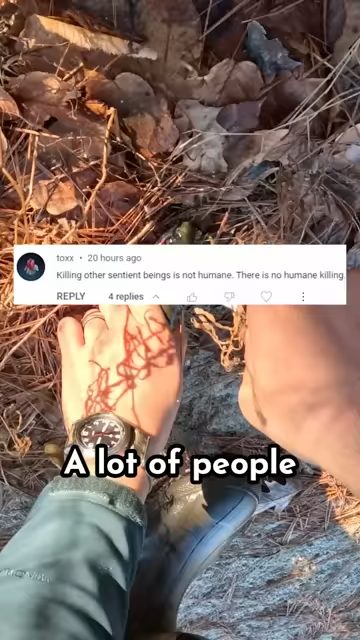 toxx • 20 hours ago
Killing other sentient beings is not humane. There is no humane killing.
REPLY 4 replies
A lot of people